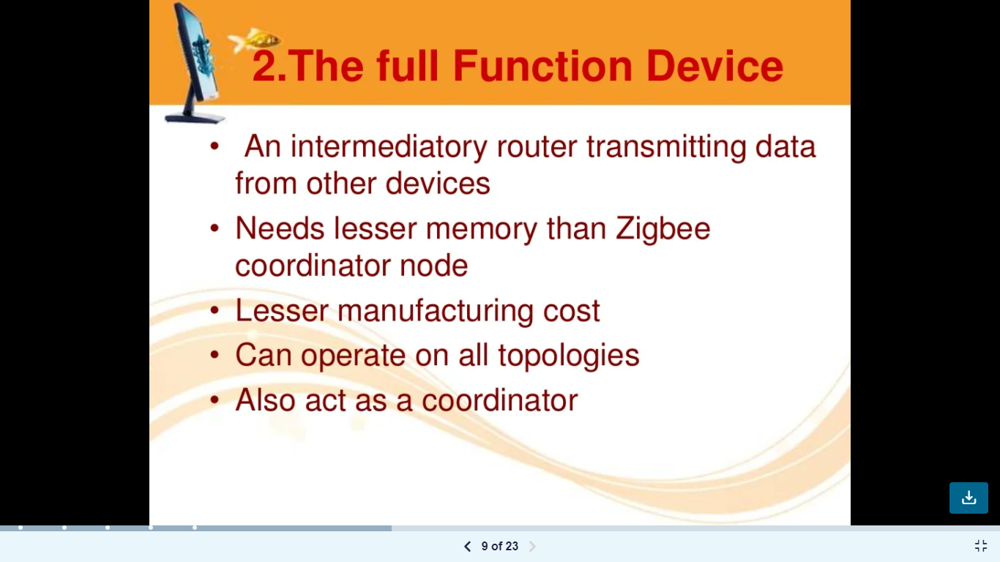 2.The full Function Device
• An intermediatory router transmitting data
from other devices
• Needs lesser memory than Zigbee
coordinator node
• Lesser manufacturing cost
• Can operate on all topologies
• Also act as a coordinator
9 of 23